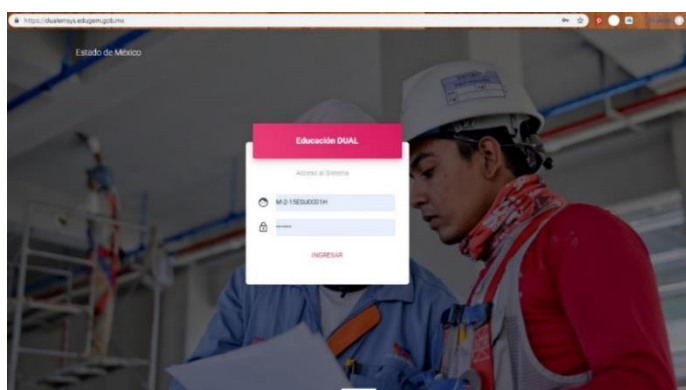 https://dualemsys.edugem.gob.mx
Estado de México
Educación DUAL
Acceso al Sistema
M-2-15ESU0001H
INGRESAR